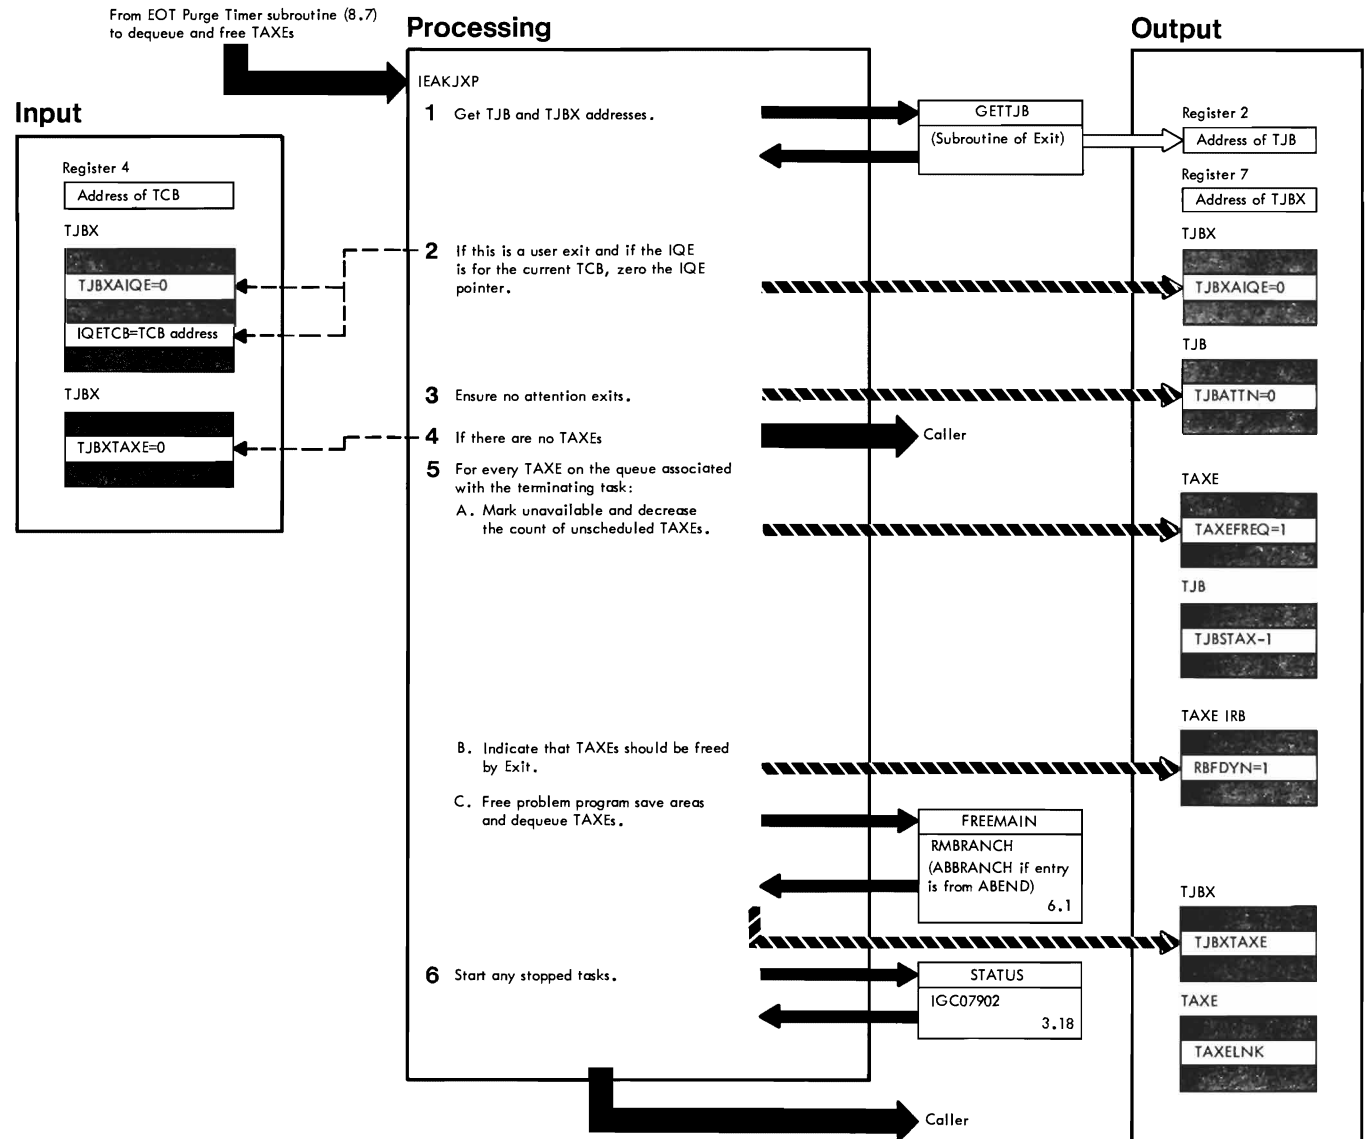 From EOT Purge Timer subroutine (8.7)
to dequeue and free TAXEs
Processing
Output
Input
IEAKJXP
1 Get TJB and TJBX addresses.
GETTJB
(Subroutine of Exit)
Register 2
Address of TJB
Register 7
Address of TJBX
Register 4
Address of TCB
TJBX
TJBXAIQE=0
IQETCB=TCB address
2 If this is a user exit and if the IQE
is for the current TCB, zero the IQE
pointer.
TJBX
TJBXAIQE=0
3 Ensure no attention exits.
TJB
TJBATTN=0
TJBX
TJBXTAXE=0
4 If there are no TAXEs
Caller
5 For every TAXE on the queue associated
with the terminating task:
A. Mark unavailable and decrease
the count of unscheduled TAXEs.
TAXE
TAXEFREQ=1
TJB
TJBSTAX-1
B. Indicate that TAXEs should be freed
by Exit.
TAXE IRB
RBFDYN=1
C. Free problem program save areas
and dequeue TAXEs.
FREEMAIN
RMBRANCH
(ABBRANCH if entry
is from ABEND)
6.1
TJBX
TJBXTAXE
6 Start any stopped tasks.
STATUS
IGC07902
3.18
TAXE
TAXELNK
Caller